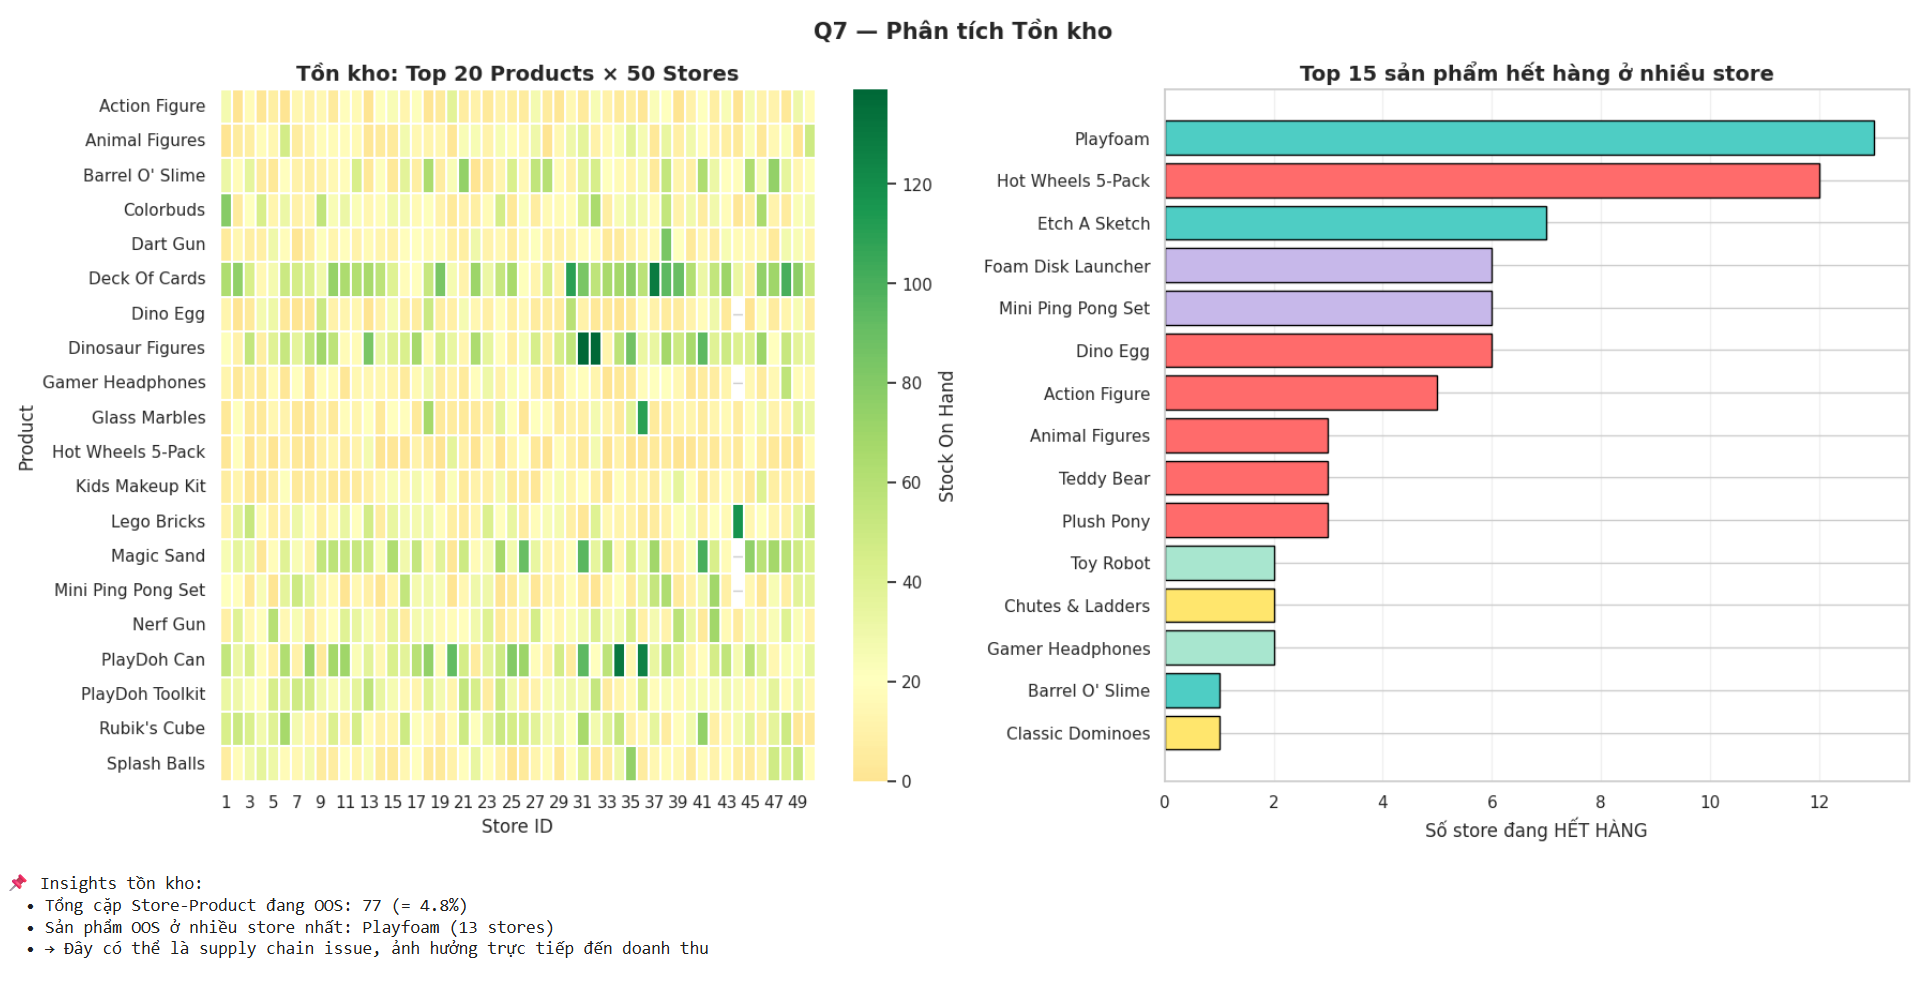 Q7 — Phân tích Tồn kho
Tồn kho: Top 20 Products × 50 Stores
Product
Action Figure
Animal Figures
Barrel O' Slime
Colorbuds
Dart Gun
Deck Of Cards
Dino Egg
Dinosaur Figures
Gamer Headphones
Glass Marbles
Hot Wheels 5-Pack
Kids Makeup Kit
Lego Bricks
Magic Sand
Mini Ping Pong Set
Nerf Gun
PlayDoh Can
PlayDoh Toolkit
Rubik's Cube
Splash Balls
1 3 5 7 9 11 13 15 17 19 21 23 25 27 29 31 33 35 37 39 41 43 45 47 49
Store ID
120
100
80
60
40
20
0
Stock On Hand
Top 15 sản phẩm hết hàng ở nhiều store
Playfoam
Hot Wheels 5-Pack
Etch A Sketch
Foam Disk Launcher
Mini Ping Pong Set
Dino Egg
Action Figure
Animal Figures
Teddy Bear
Plush Pony
Toy Robot
Chutes & Ladders
Gamer Headphones
Barrel O' Slime
Classic Dominoes
0 2 4 6 8 10 12
Số store đang HẾT HÀNG
📌 Insights tồn kho:
• Tổng cặp Store-Product đang OOS: 77 (= 4.8%)
• Sản phẩm OOS ở nhiều store nhất: Playfoam (13 stores)
• → Đây có thể là supply chain issue, ảnh hưởng trực tiếp đến doanh thu